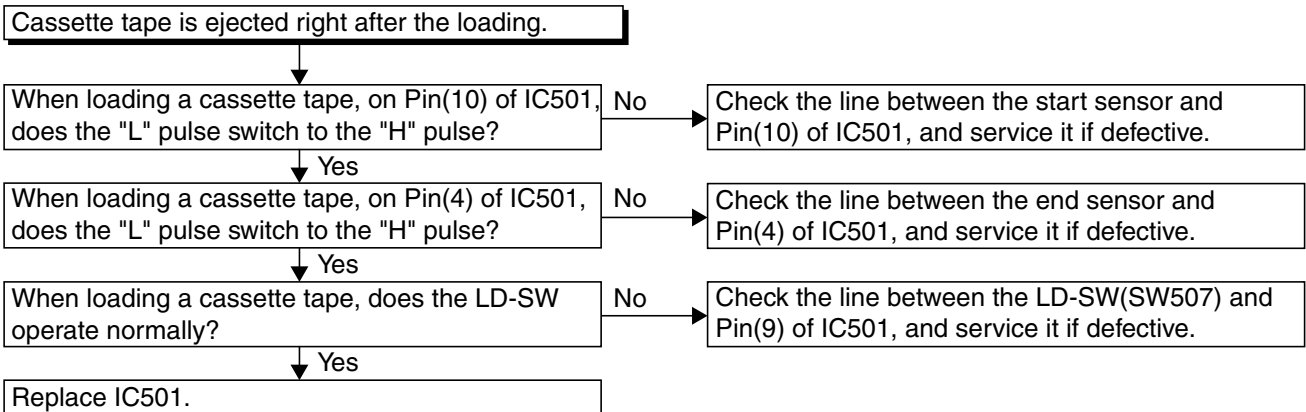 Cassette tape is ejected right after the loading.
When loading a cassette tape, on Pin(10) of IC501,
does the "L" pulse switch to the "H" pulse?
No
Check the line between the start sensor and
Pin(10) of IC501, and service it if defective.
Yes
When loading a cassette tape, on Pin(4) of IC501,
does the "L" pulse switch to the "H" pulse?
No
Check the line between the end sensor and
Pin(4) of IC501, and service it if defective.
Yes
When loading a cassette tape, does the LD-SW
operate normally?
No
Check the line between the LD-SW(SW507) and
Pin(9) of IC501, and service it if defective.
Yes
Replace IC501.